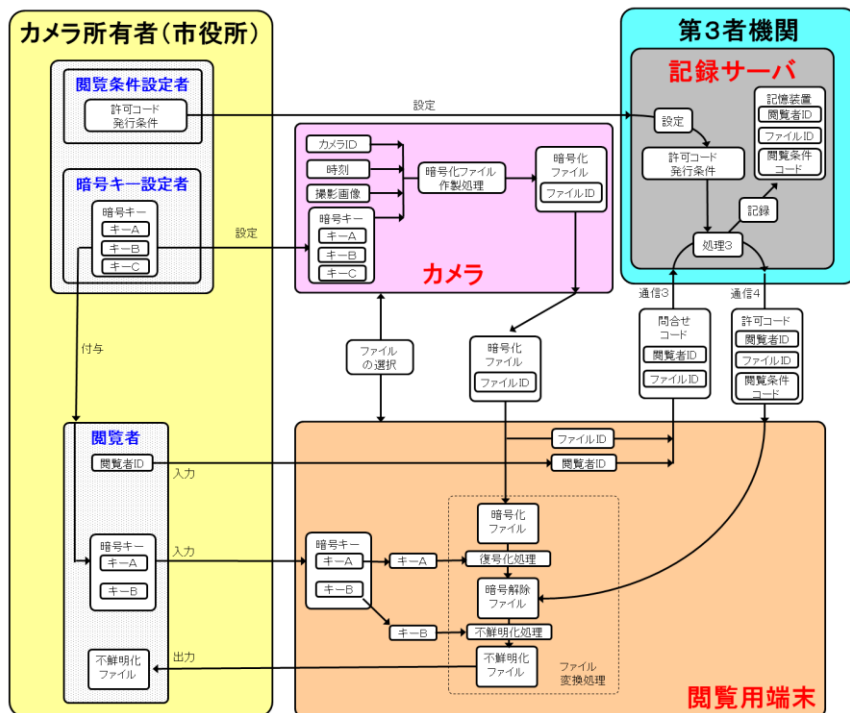 カメラ所有者(市役所)
閲覧条件設定者
許可コード
発行条件
暗号キー設定者
暗号キー
キーA
キーB
キーC
付与
閲覧者
閲覧者ID
暗号キー
キーA
キーB
不鮮明化
ファイル
設定
設定
入力
入力
出力
カメラID
時刻
撮影画像
暗号キー
キーA
キーB
キーC
暗号化ファイル
作製処理
暗号化
ファイル
ファイルID
カメラ
ファイル
の選択
暗号化
ファイル
ファイルID
第3者機関
記録サーバ
設定
許可コード
発行条件
記憶装置
閲覧者ID
ファイルID
閲覧条件
コード
記録
処理3
通信3
通信4
問合せ
コード
閲覧者ID
ファイルID
許可コード
閲覧者ID
ファイルID
閲覧条件
コード
ファイルID
閲覧者ID
暗号キー
キーA
キーB
キーA
キーB
暗号化
ファイル
復号化処理
暗号解除
ファイル
不鮮明化処理
不鮮明化
ファイル
ファイル
変換処理
閲覧用端末